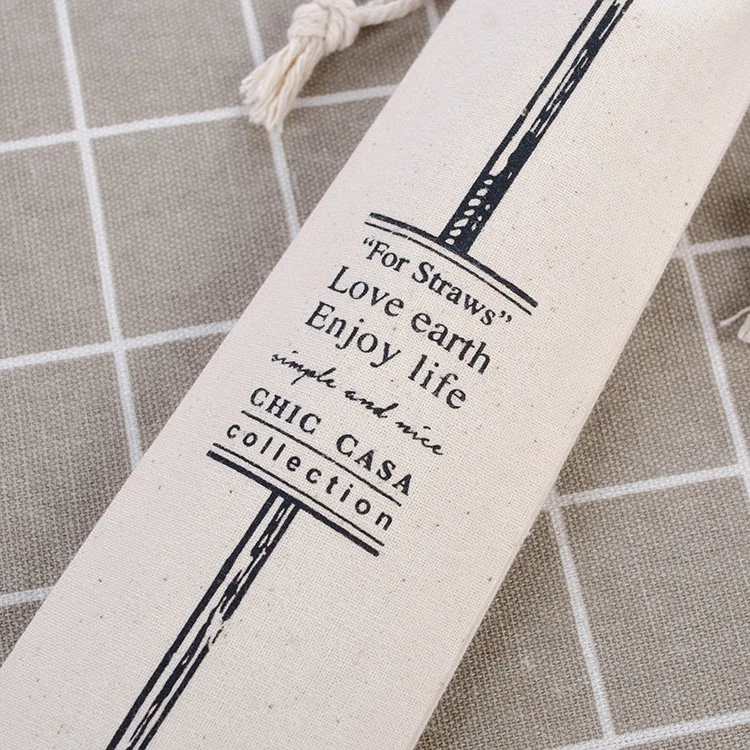 “For Straws”
Love earth
Enjoy life
simple and nice
CHIC CASA
collection